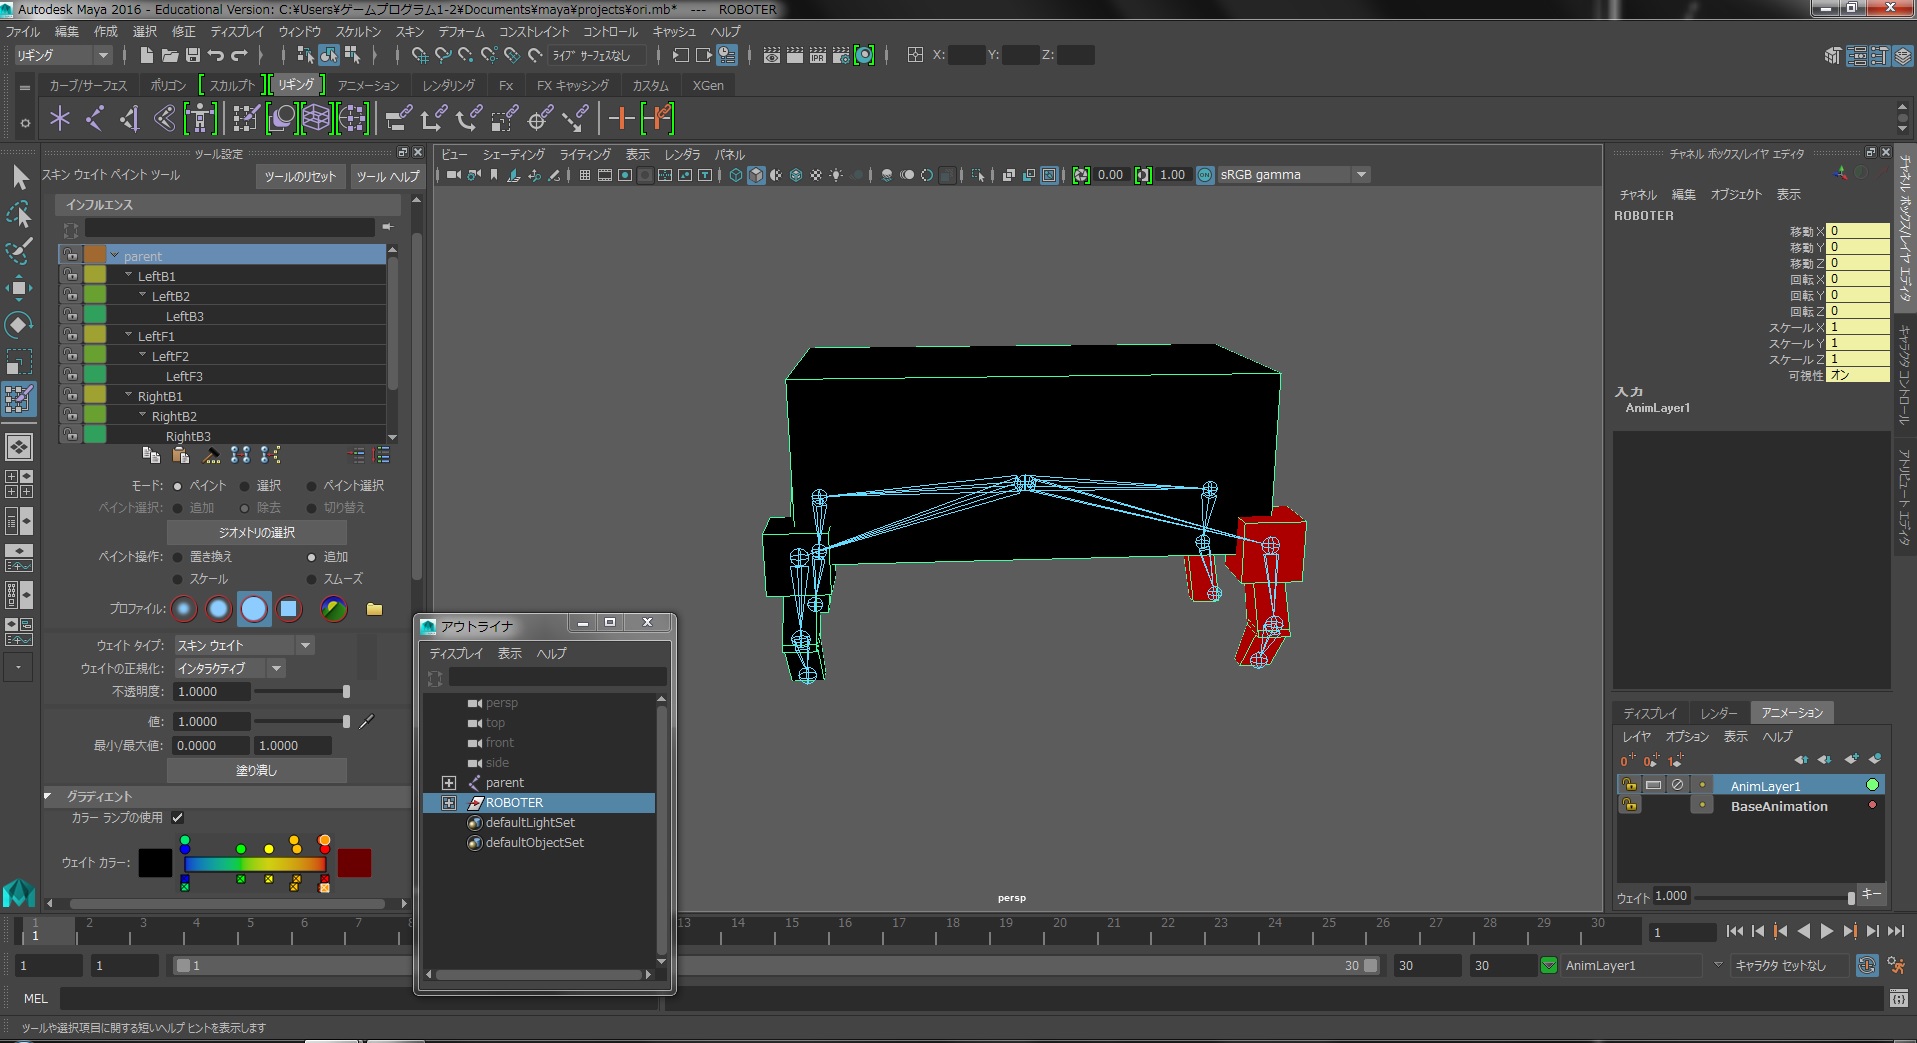 Autodesk Maya 2016 - Educational Version: C:¥Users¥ゲームプログラム1-2¥Documents¥maya¥projects¥ori.mb* --- ROBOTER
ファイル 編集 作成 選択 修正 ディスプレイ ウィンドウ スケルトン スキン デフォーム コンストレイント コントロール キャッシュ ヘルプ
リギング
ライブ サーフェスなし
IPR
X: Y: Z:
カーブ/サーフェス ポリゴン スカルプト リギング アニメーション レンダリング Fx FX キャッシング カスタム XGen
ツール設定
スキン ウェイト ペイント ツール ツールのリセット ツール ヘルプ
インフルエンス
parent
LeftB1
LeftB2
LeftB3
LeftF1
LeftF2
LeftF3
RightB1
RightB2
RightB3
モード: ペイント 選択 ペイント選択
ペイント選択: 追加 除去 切り替え
ジオメトリの選択
ペイント操作: 置き換え 追加
スケール スムーズ
プロファイル:
ウェイト タイプ: スキン ウェイト
ウェイトの正規化: インタラクティブ
不透明度: 1.0000
値: 1.0000
最小/最大値: 0.0000 1.0000
塗り潰し
グラディエント
カラー ランプの使用
ウェイト カラー:
ビュー シェーディング ライティング 表示 レンダラ パネル
0.00 1.00 ON sRGB gamma
persp
アウトライナ
ディスプレイ 表示 ヘルプ
persp
top
front
side
parent
ROBOTER
defaultLightSet
defaultObjectSet
チャネル ボックス/レイヤ エディタ
チャネル 編集 オブジェクト 表示
ROBOTER
移動 X 0
移動 Y 0
移動 Z 0
回転 X 0
回転 Y 0
回転 Z 0
スケール X 1
スケール Y 1
スケール Z 1
可視性 オン
入力
AnimLayer1
チャネル ボックス/レイヤ エディタ
キャラクタ コントロール
アトリビュート エディタ
ディスプレイ レンダー アニメーション
レイヤ オプション 表示 ヘルプ
AnimLayer1
BaseAnimation
ウェイト 1.000 キー
1 2 3 4 5 6 7 8 13 14 15 16 17 18 19 20 21 22 23 24 25 26 27 28 29 30
1
1
1 1 1 30 30 30 AnimLayer1 キャラクタ セットなし
MEL
ツールや選択項目に関する短いヘルプ ヒントを表示します